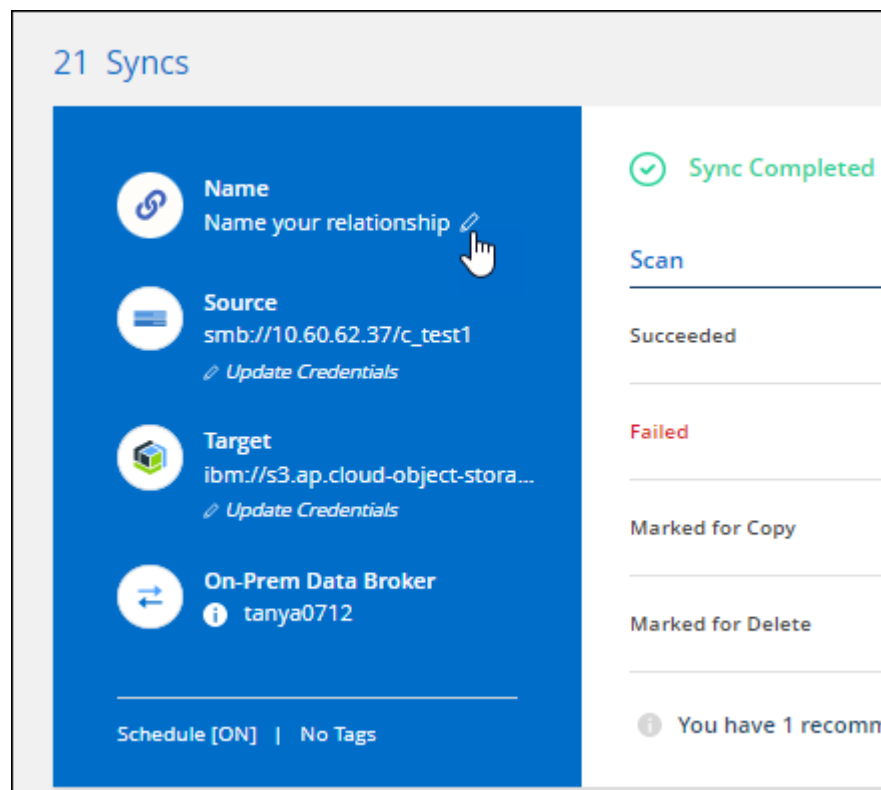 21 Syncs
Name
Name your relationship
Source
smb://10.60.62.37/c_test1
Update Credentials
Target
ibm://s3.ap.cloud-object-stora...
Update Credentials
On-Prem Data Broker
tanya0712
Schedule [ON] | No Tags
Sync Completed
Scan
Succeeded
Failed
Marked for Copy
Marked for Delete
You have 1